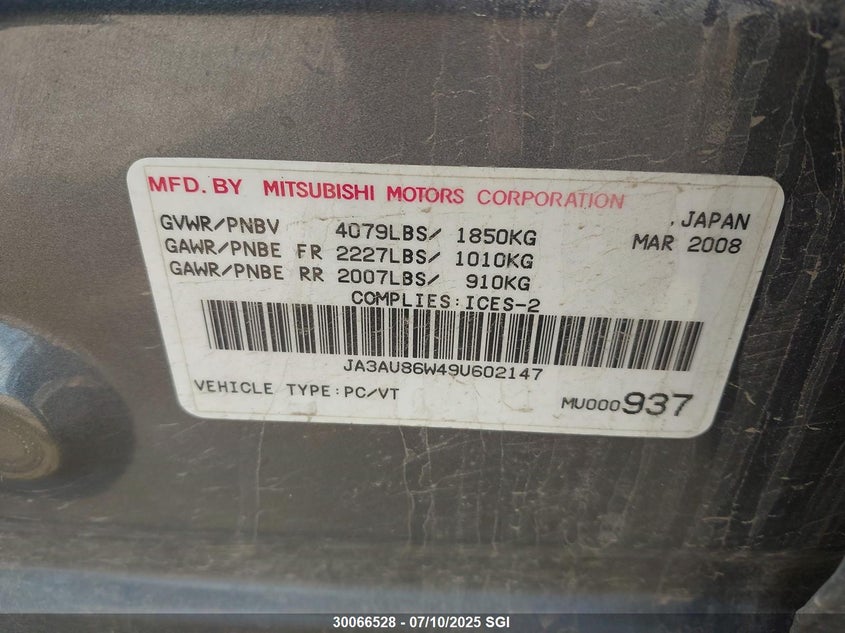 MFD. BY MITSUBISHI MOTORS CORPORATION
GVWR/PNBV 4079LBS/ 1850KG .JAPAN
GAWR/PNBE FR 2227LBS/ 1010KG MAR 2008
GAWR/PNBE RR 2007LBS/ 910KG
COMPLIES:ICES-2
JA3AU86W49U602147
VEHICLE TYPE:PC/VT MU000937
30066528 - 07/10/2025 SGI